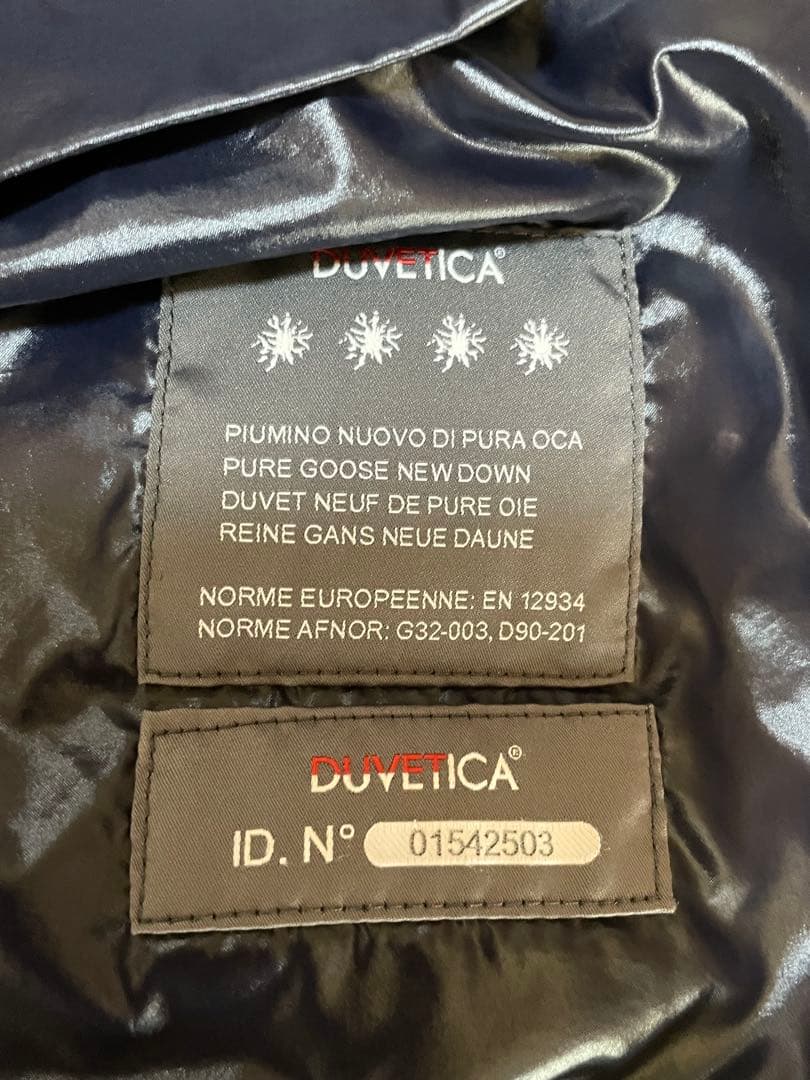 DUVETICA®
PIUMINO NUOVO DI PURA OCA
PURE GOOSE NEW DOWN
DUVET NEUF DE PURE OIE
REINE GANS NEUE DAUNE
NORME EUROPEENNE: EN 12934
NORME AFNOR: G32-003, D90-201
DUVETICA®
ID. N° 01542503